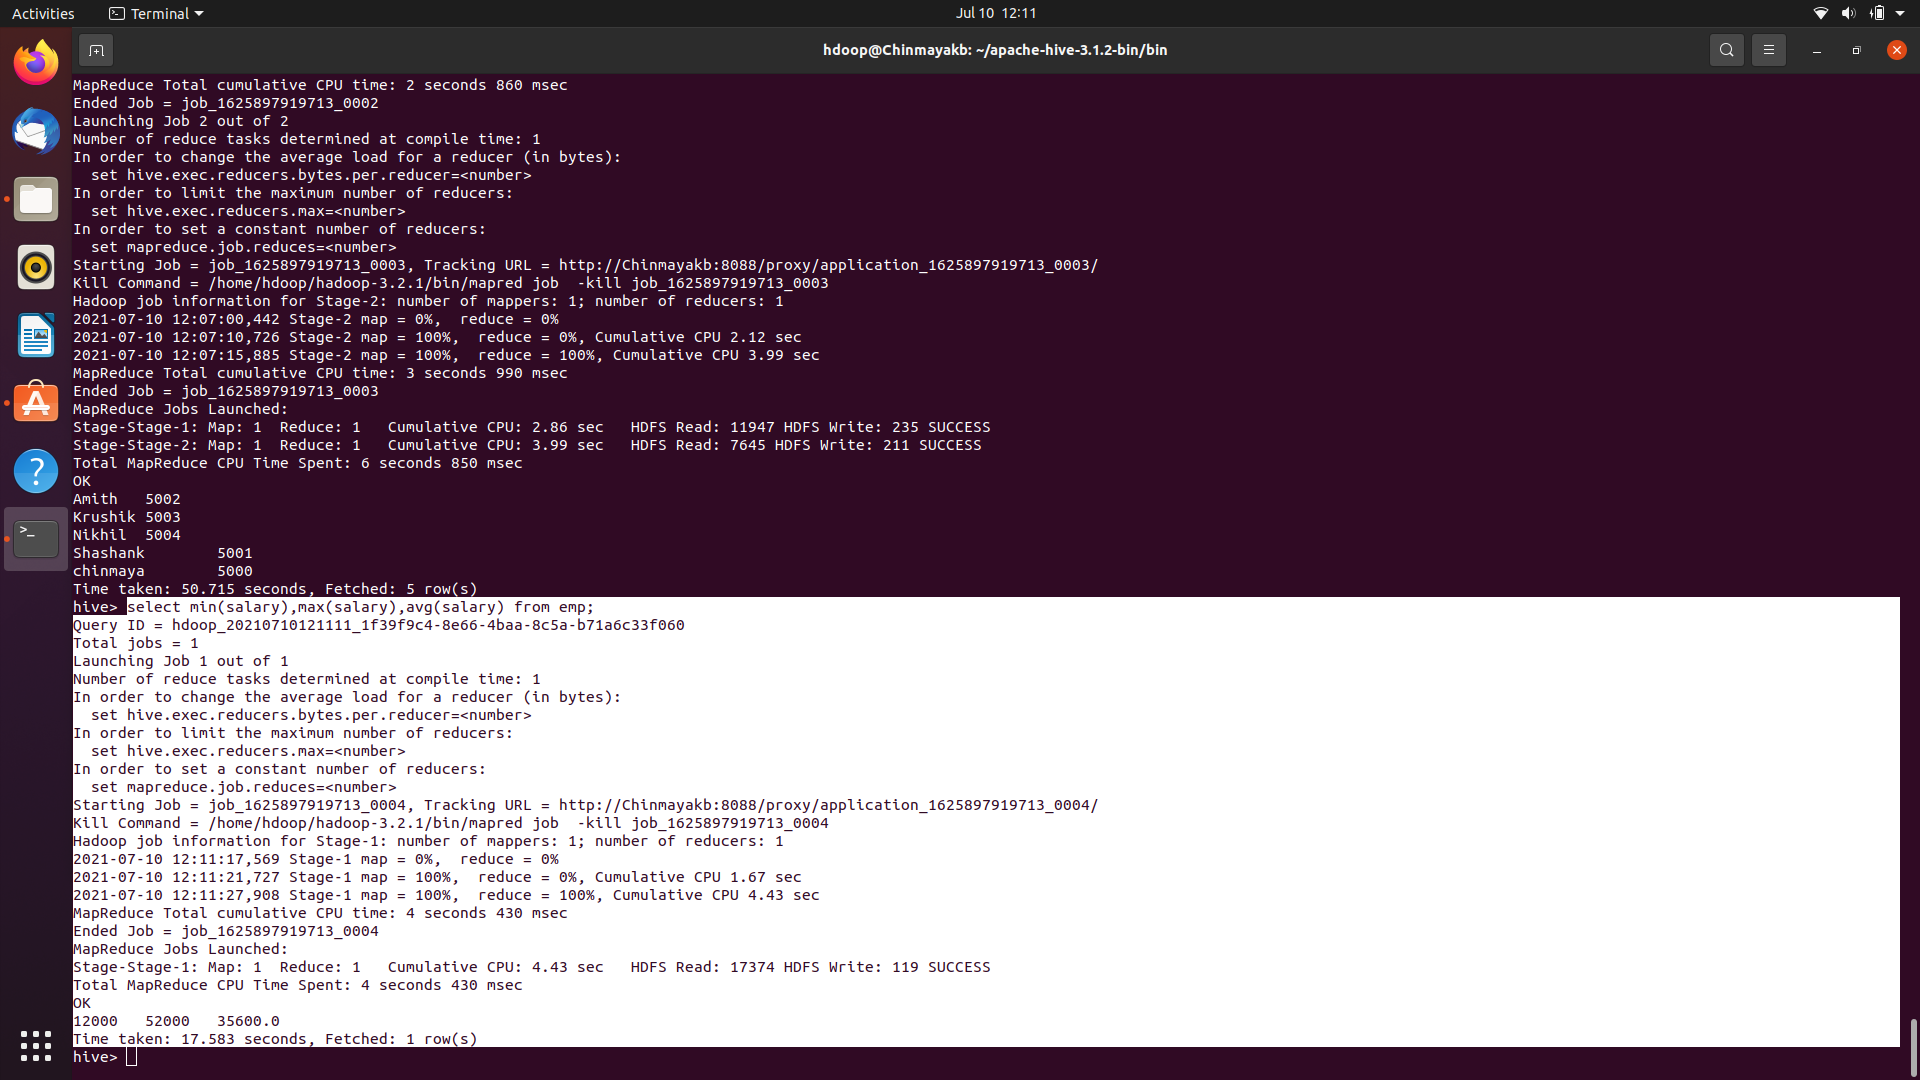 Activities
Terminal
Jul 10 12:11
hdoop@Chinmayakb: ~/apache-hive-3.1.2-bin/bin
MapReduce Total cumulative CPU time: 2 seconds 860 msec
Ended Job = job_1625897919713_0002
Launching Job 2 out of 2
Number of reduce tasks determined at compile time: 1
In order to change the average load for a reducer (in bytes):
  set hive.exec.reducers.bytes.per.reducer=<number>
In order to limit the maximum number of reducers:
  set hive.exec.reducers.max=<number>
In order to set a constant number of reducers:
  set mapreduce.job.reduces=<number>
Starting Job = job_1625897919713_0003, Tracking URL = http://Chinmayakb:8088/proxy/application_1625897919713_0003/
Kill Command = /home/hdoop/hadoop-3.2.1/bin/mapred job  -kill job_1625897919713_0003
Hadoop job information for Stage-2: number of mappers: 1; number of reducers: 1
2021-07-10 12:07:00,442 Stage-2 map = 0%,  reduce = 0%
2021-07-10 12:07:10,726 Stage-2 map = 100%,  reduce = 0%, Cumulative CPU 2.12 sec
2021-07-10 12:07:15,885 Stage-2 map = 100%,  reduce = 100%, Cumulative CPU 3.99 sec
MapReduce Total cumulative CPU time: 3 seconds 990 msec
Ended Job = job_1625897919713_0003
MapReduce Jobs Launched:
Stage-Stage-1: Map: 1  Reduce: 1   Cumulative CPU: 2.86 sec   HDFS Read: 11947 HDFS Write: 235 SUCCESS
Stage-Stage-2: Map: 1  Reduce: 1   Cumulative CPU: 3.99 sec   HDFS Read: 7645 HDFS Write: 211 SUCCESS
Total MapReduce CPU Time Spent: 6 seconds 850 msec
OK
Amith   5002
Krushik 5003
Nikhil  5004
Shashank        5001
chinmaya        5000
Time taken: 50.715 seconds, Fetched: 5 row(s)
hive> select min(salary),max(salary),avg(salary) from emp;
Query ID = hdoop_20210710121111_1f39f9c4-8e66-4baa-8c5a-b71a6c33f060
Total jobs = 1
Launching Job 1 out of 1
Number of reduce tasks determined at compile time: 1
In order to change the average load for a reducer (in bytes):
  set hive.exec.reducers.bytes.per.reducer=<number>
In order to limit the maximum number of reducers:
  set hive.exec.reducers.max=<number>
In order to set a constant number of reducers:
  set mapreduce.job.reduces=<number>
Starting Job = job_1625897919713_0004, Tracking URL = http://Chinmayakb:8088/proxy/application_1625897919713_0004/
Kill Command = /home/hdoop/hadoop-3.2.1/bin/mapred job  -kill job_1625897919713_0004
Hadoop job information for Stage-1: number of mappers: 1; number of reducers: 1
2021-07-10 12:11:17,569 Stage-1 map = 0%,  reduce = 0%
2021-07-10 12:11:21,727 Stage-1 map = 100%,  reduce = 0%, Cumulative CPU 1.67 sec
2021-07-10 12:11:27,908 Stage-1 map = 100%,  reduce = 100%, Cumulative CPU 4.43 sec
MapReduce Total cumulative CPU time: 4 seconds 430 msec
Ended Job = job_1625897919713_0004
MapReduce Jobs Launched:
Stage-Stage-1: Map: 1  Reduce: 1   Cumulative CPU: 4.43 sec   HDFS Read: 17374 HDFS Write: 119 SUCCESS
Total MapReduce CPU Time Spent: 4 seconds 430 msec
OK
12000   52000   35600.0
Time taken: 17.583 seconds, Fetched: 1 row(s)
hive>